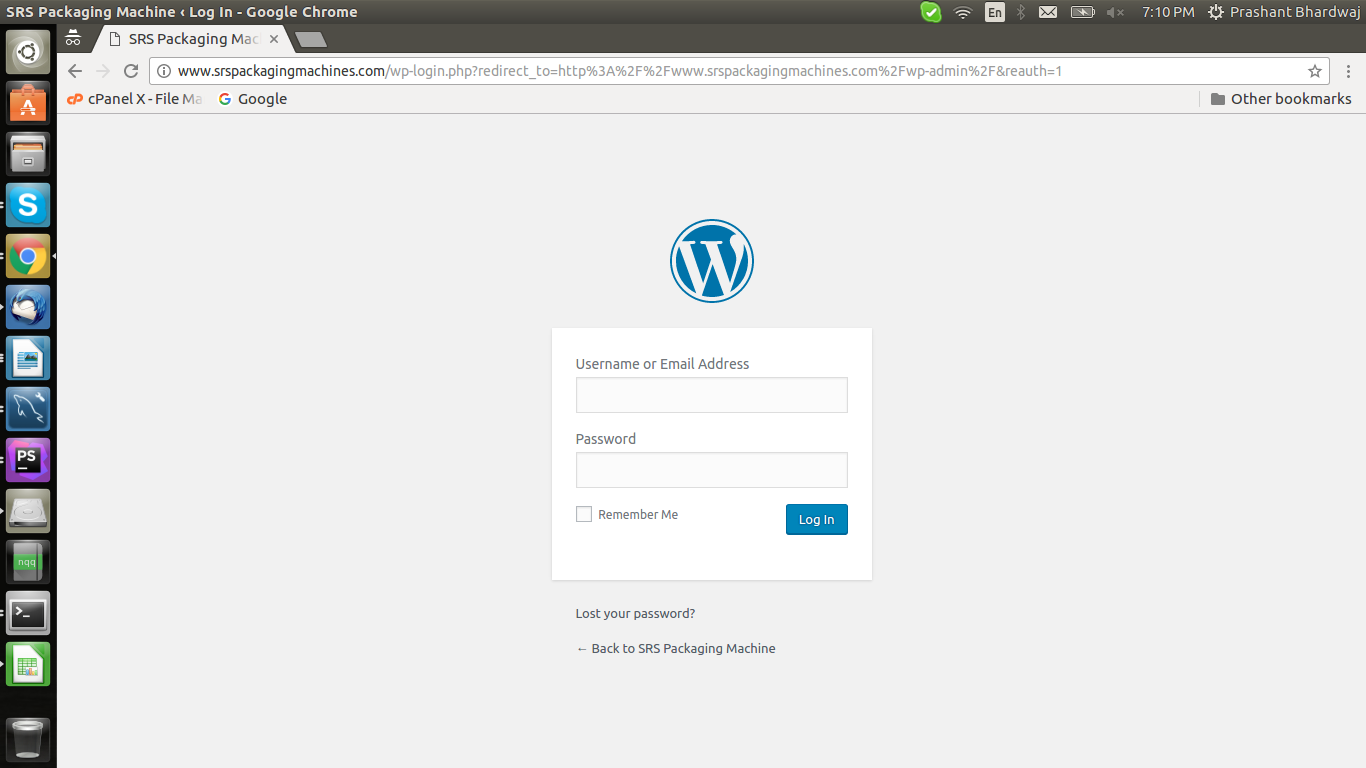 SRS Packaging Machine ‹ Log In - Google Chrome
En
7:10 PM
Prashant Bhardwaj
SRS Packaging Mac
www.srspackagingmachines.com/wp-login.php?redirect_to=http%3A%2F%2Fwww.srspackagingmachines.com%2Fwp-admin%2F&reauth=1
cPanel X - File Ma
Google
Other bookmarks
Username or Email Address
Password
Remember Me
Log In
Lost your password?
← Back to SRS Packaging Machine
PS
nqq